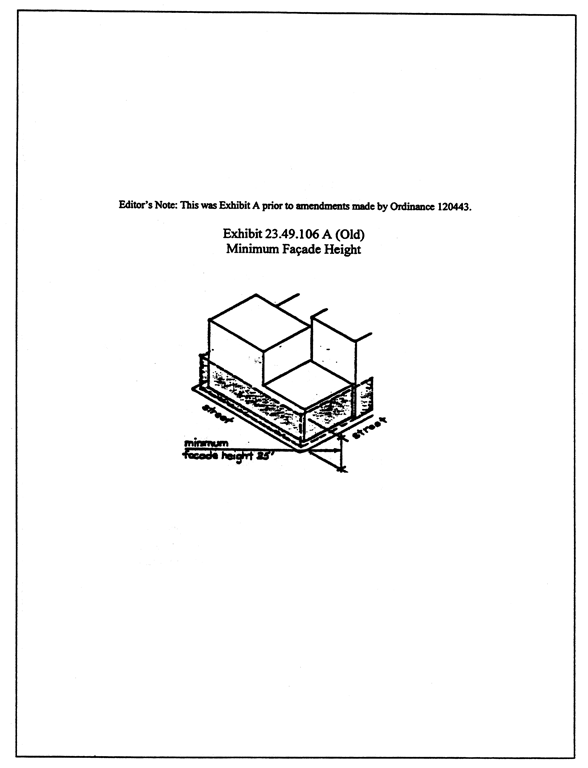 Editor's Note: This was Exhibit A prior to amendments made by Ordinance 120443.
Exhibit 23.49.106 A (Old)
Minimum Façade Height
street
street
minimum
facade height 25'